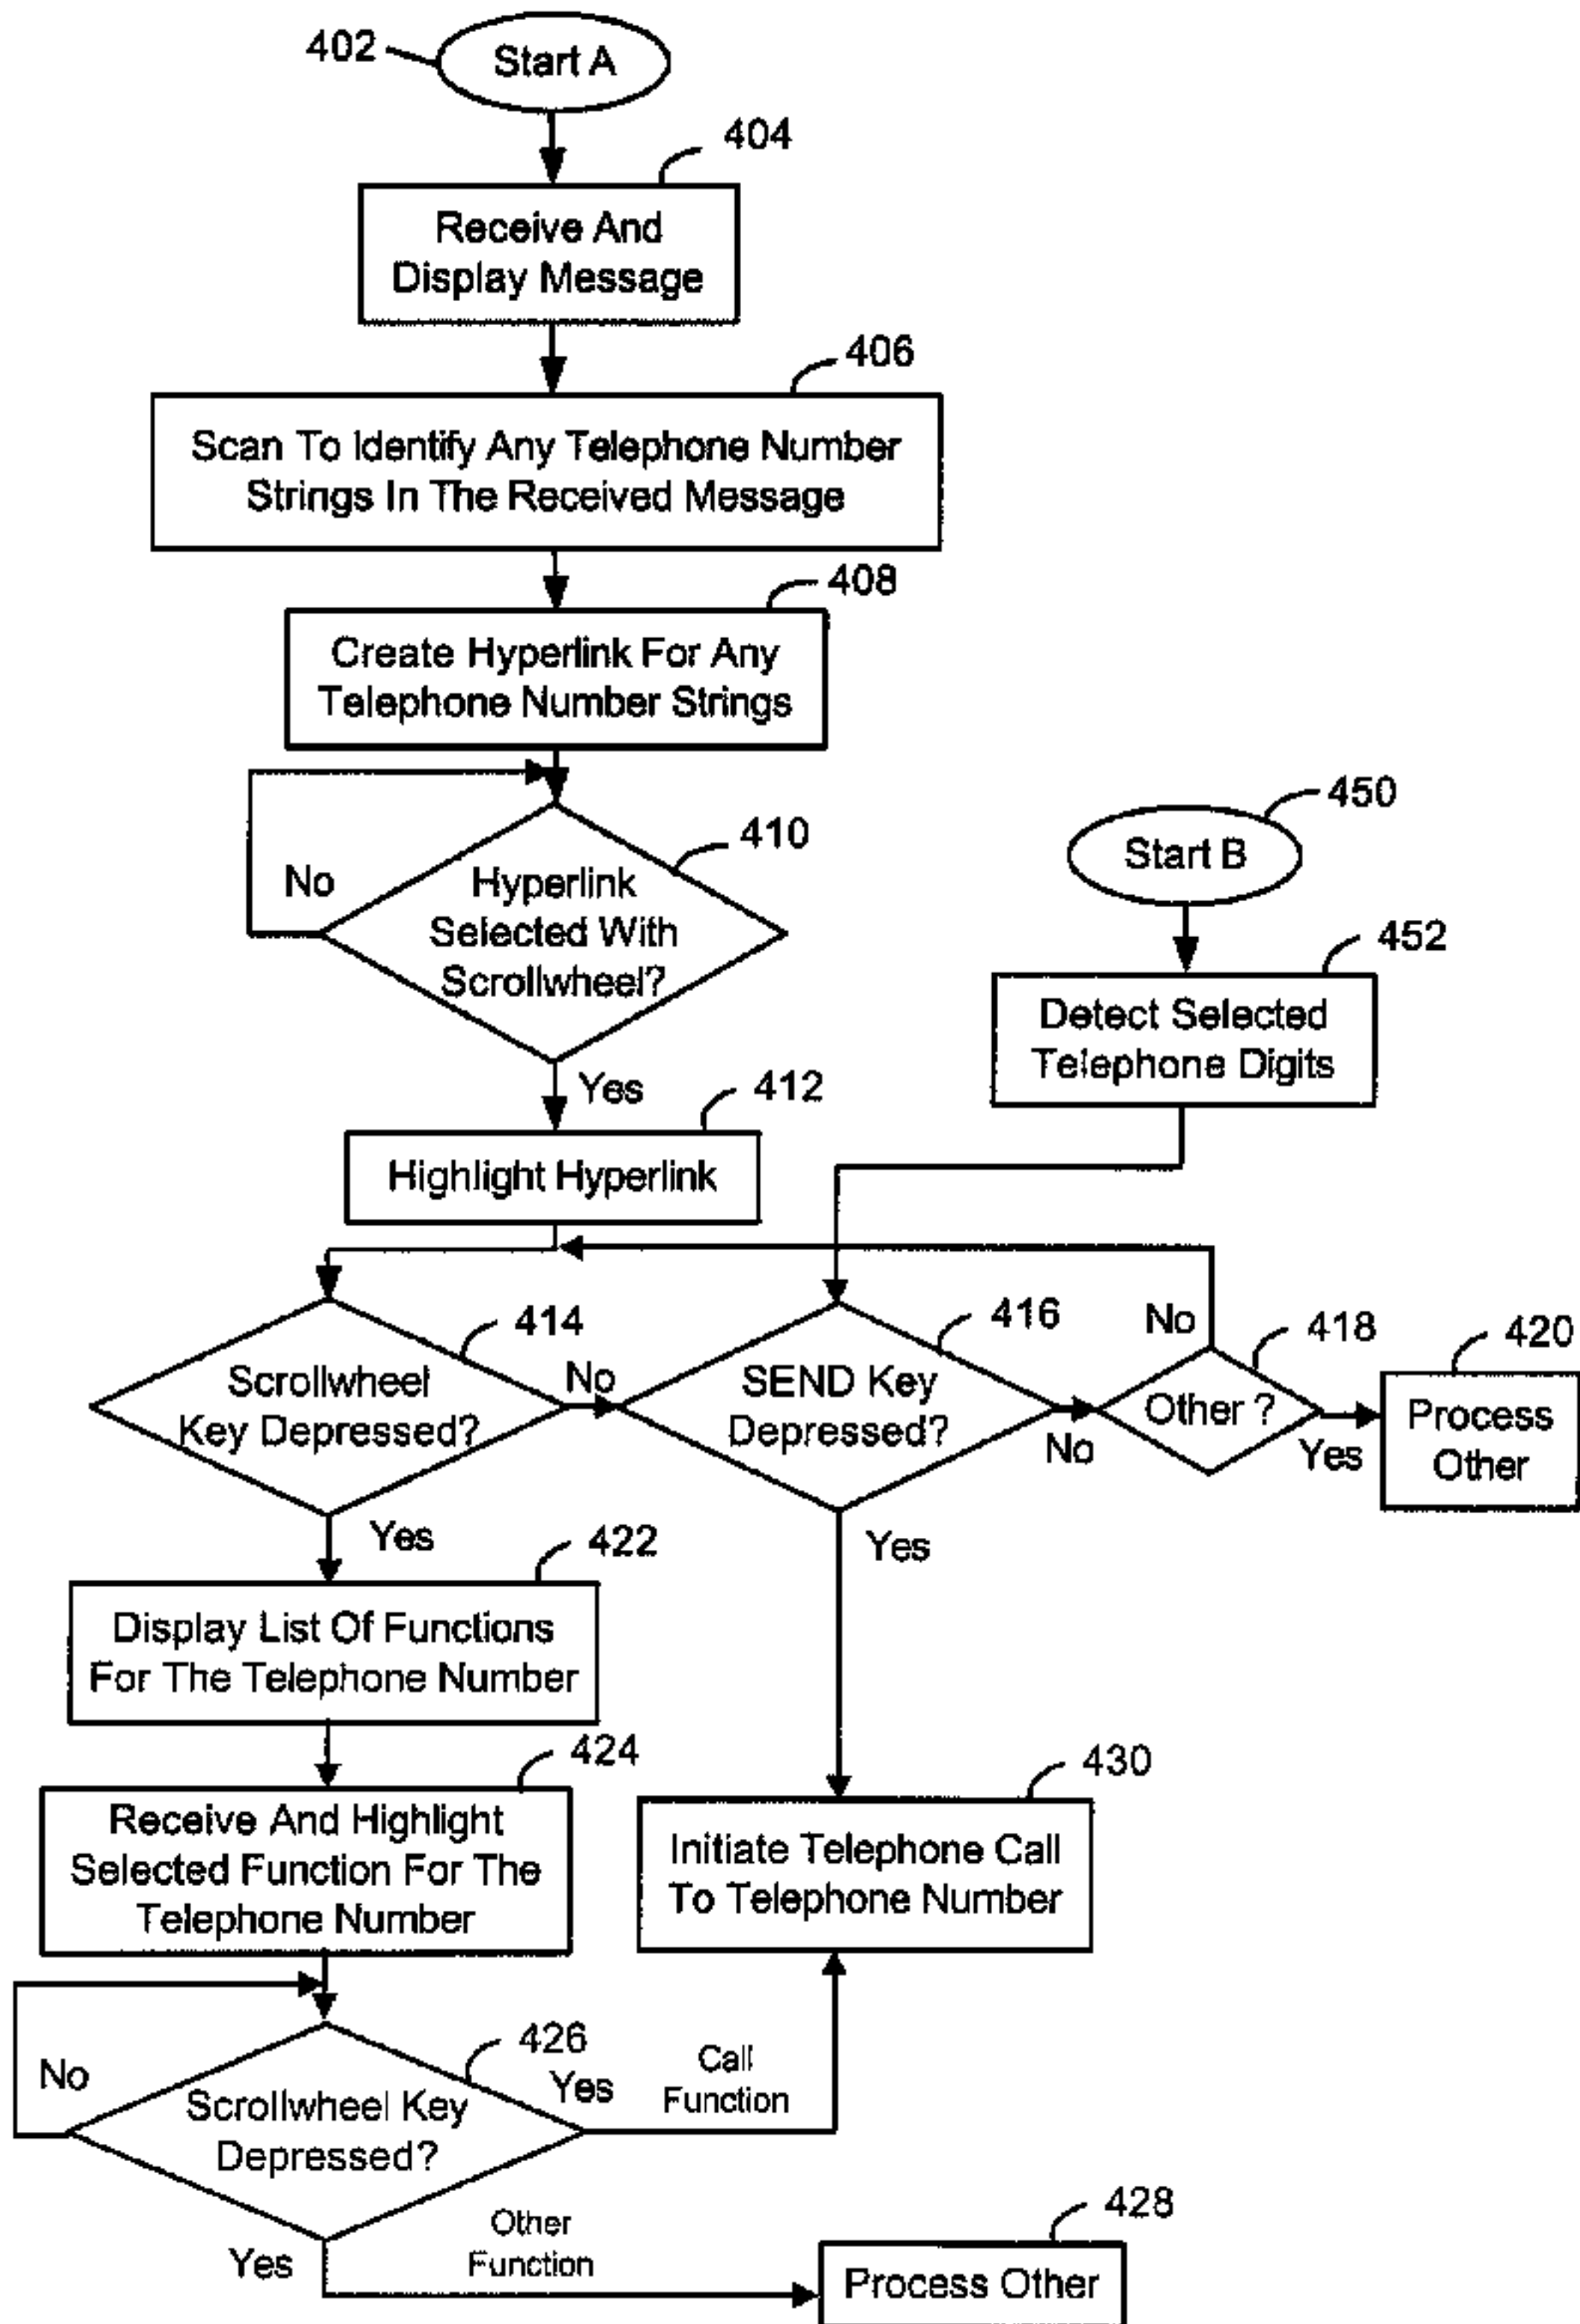 402
Start A
404
Receive And
Display Message
406
Scan To Identify Any Telephone Number
Strings In The Received Message
408
Create Hyperlink For Any
Telephone Number Strings
410
No
Hyperlink
Selected With
Scrollwheel?
Yes
450
Start B
452
Detect Selected
Telephone Digits
412
Highlight Hyperlink
414
Scrollwheel
Key Depressed?
No
Yes
416
SEND Key
Depressed?
No
Yes
418
No
Other ?
Yes
420
Process
Other
422
Display List Of Functions
For The Telephone Number
424
Receive And Highlight
Selected Function For The
Telephone Number
430
Initiate Telephone Call
To Telephone Number
426
No
Scrollwheel Key
Depressed?
Yes
Call
Function
Yes
Other
Function
428
Process Other